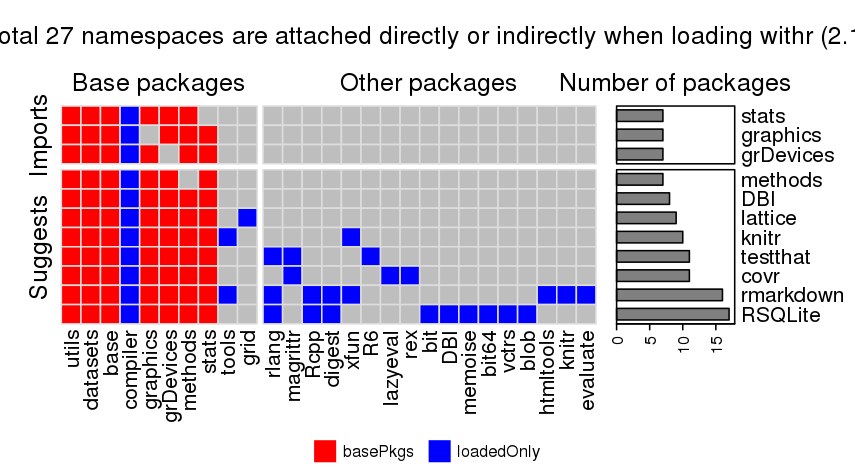 otal 27 namespaces are attached directly or indirectly when loading withr (2.1
Base packages
Other packages
Number of packages
Imports
Suggests
stats
graphics
grDevices
methods
DBI
lattice
knitr
testthat
covr
rmarkdown
RSQLite
utils
datasets
base
compiler
graphics
grDevices
methods
stats
tools
grid
rlang
magrittr
Rcpp
digest
xfun
R6
lazyeval
rex
bit
DBI
memoise
bit64
vctrs
blob
htmltools
knitr
evaluate
0
5
10
15
basePkgs
loadedOnly